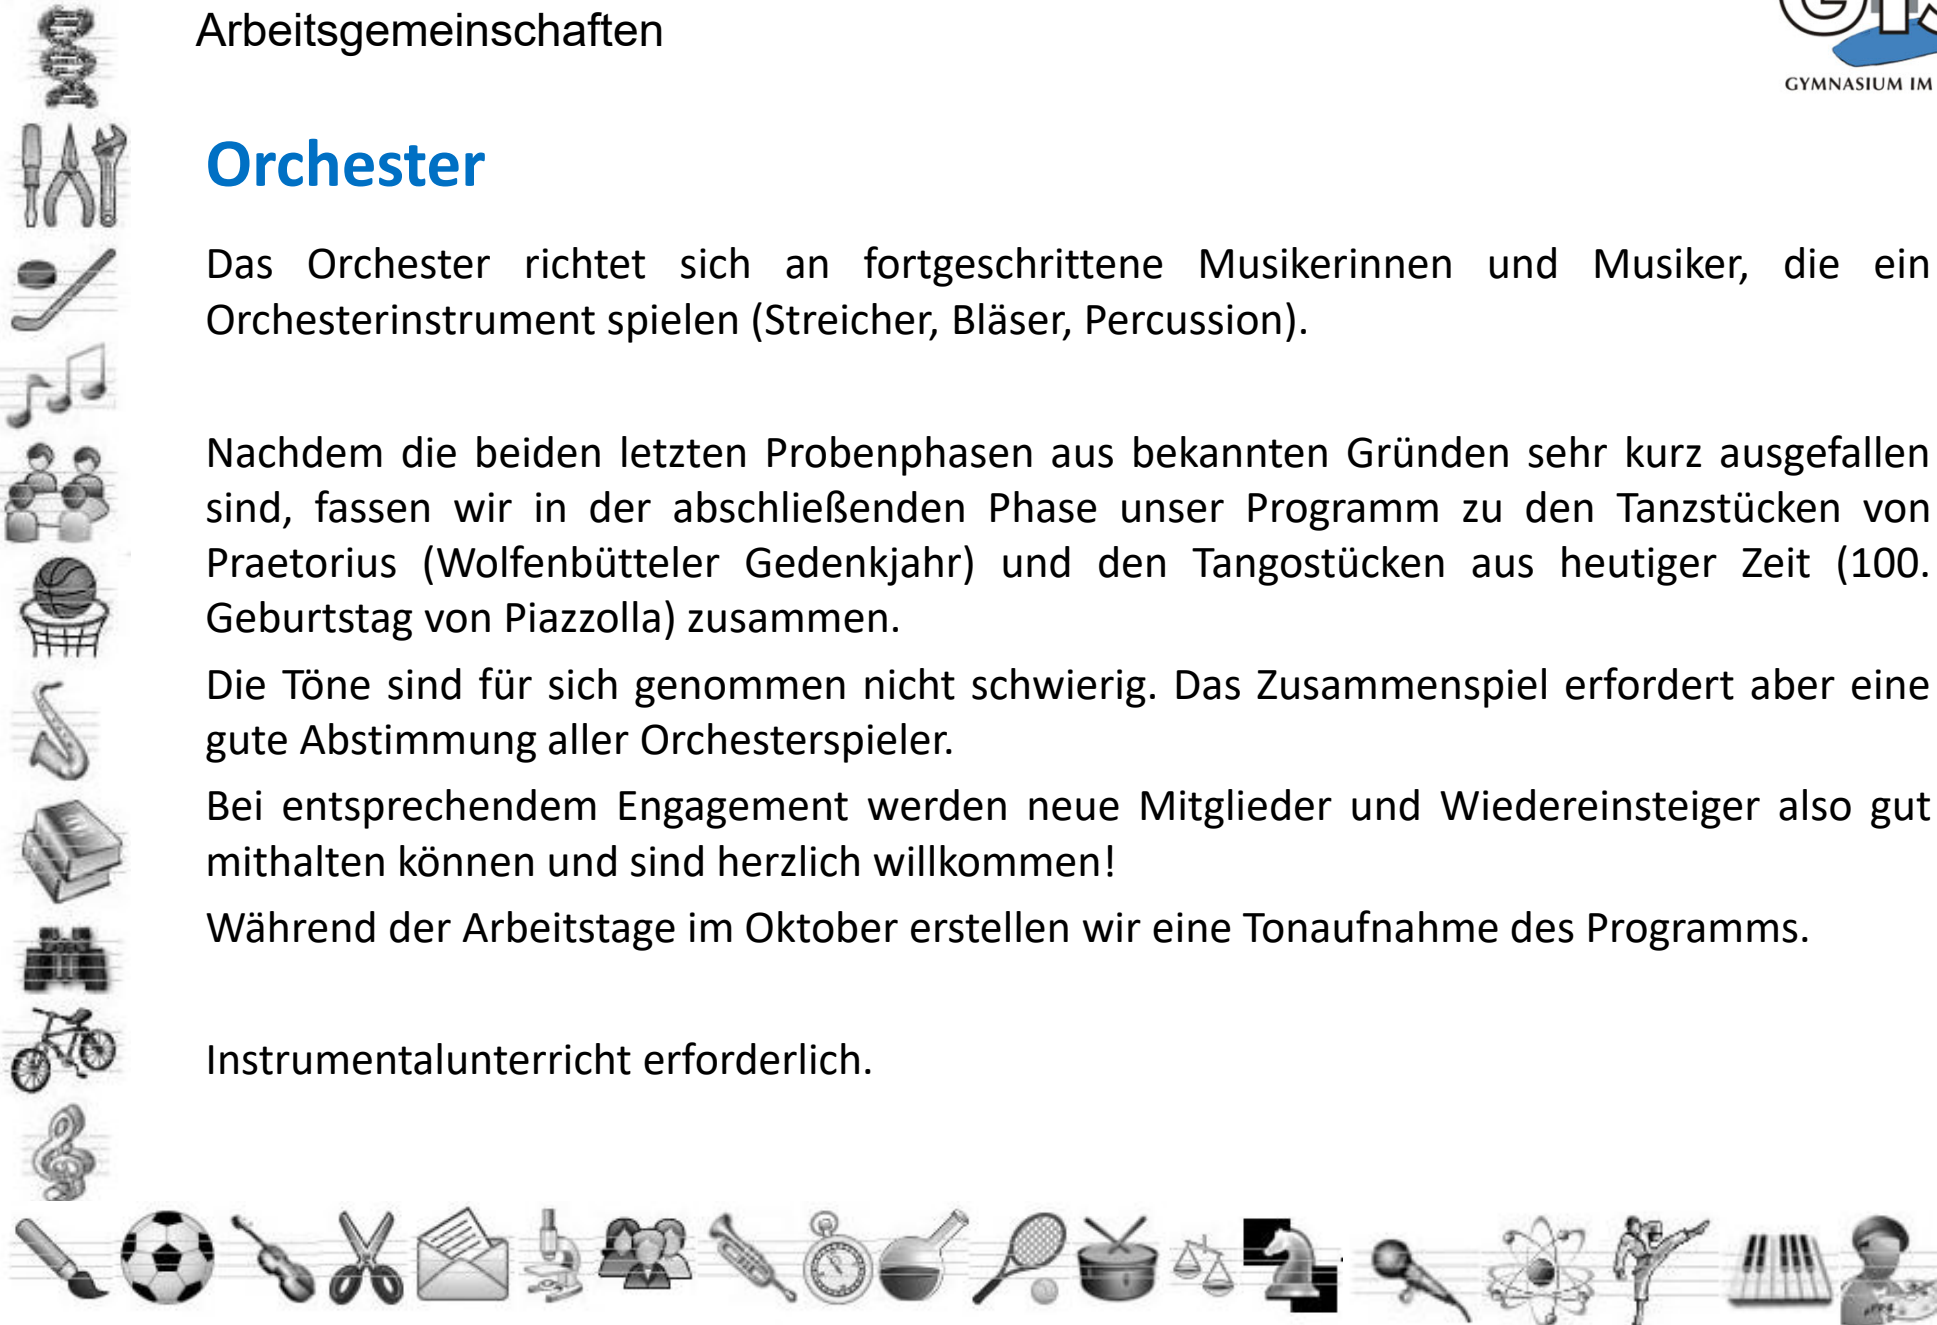 Arbeitsgemeinschaften
GYMNASIUM IM
Orchester
Das Orchester richtet sich an fortgeschrittene Musikerinnen und Musiker, die ein
Orchesterinstrument spielen (Streicher, Bläser, Percussion).
Nachdem die beiden letzten Probenphasen aus bekannten Gründen sehr kurz ausgefallen
sind, fassen wir in der abschließenden Phase unser Programm zu den Tanzstücken von
Praetorius (Wolfenbütteler Gedenkjahr) und den Tangostücken aus heutiger Zeit (100.
Geburtstag von Piazzolla) zusammen.
Die Töne sind für sich genommen nicht schwierig. Das Zusammenspiel erfordert aber eine
gute Abstimmung aller Orchesterspieler.
Bei entsprechendem Engagement werden neue Mitglieder und Wiedereinsteiger also gut
mithalten können und sind herzlich willkommen!
Während der Arbeitstage im Oktober erstellen wir eine Tonaufnahme des Programms.
Instrumentalunterricht erforderlich.